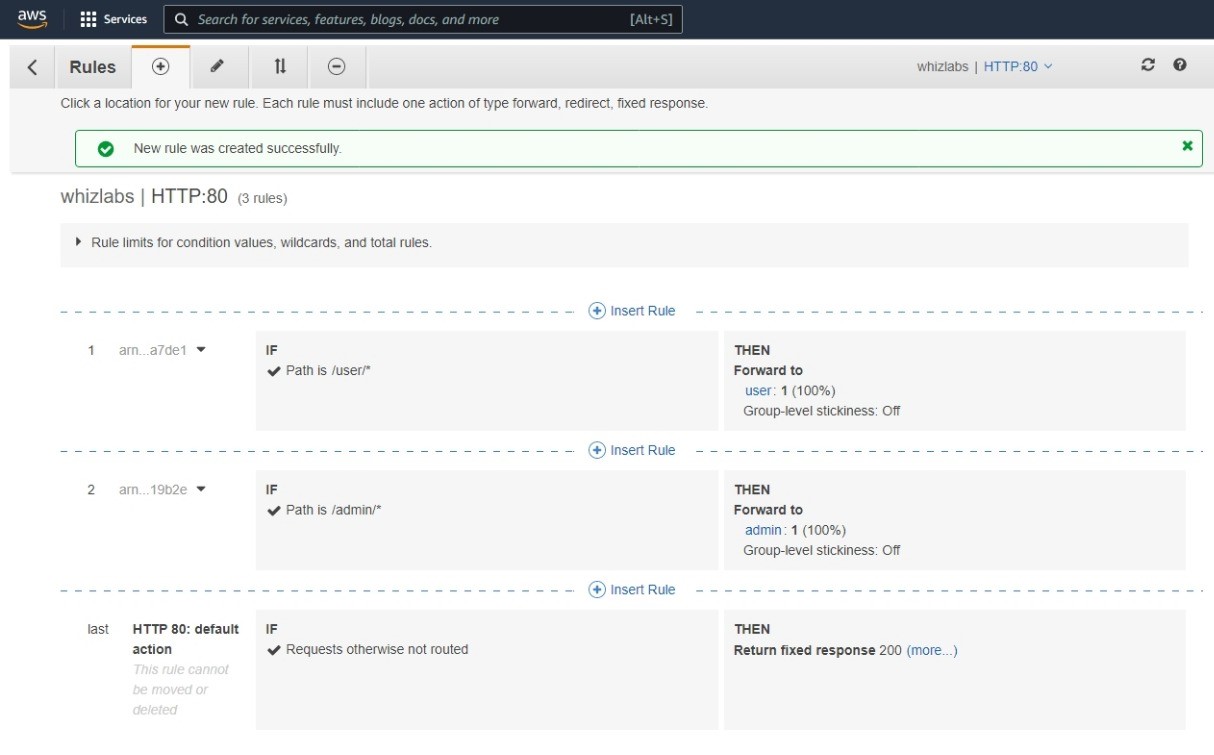 aws Services Search for services, features, blogs, docs, and more [Alt+S]
Rules whizlabs | HTTP:80
Click a location for your new rule. Each rule must include one action of type forward, redirect, fixed response.
New rule was created successfully.
whizlabs | HTTP:80 (3 rules)
Rule limits for condition values, wildcards, and total rules.
Insert Rule
1 arn...a7de1 IF THEN
Path is /user/* Forward to
user: 1 (100%)
Group-level stickiness: Off
Insert Rule
2 arn...19b2e IF THEN
Path is /admin/* Forward to
admin: 1 (100%)
Group-level stickiness: Off
Insert Rule
last HTTP 80: default IF THEN
action Requests otherwise not routed Return fixed response 200 (more...)
This rule cannot
be moved or
deleted